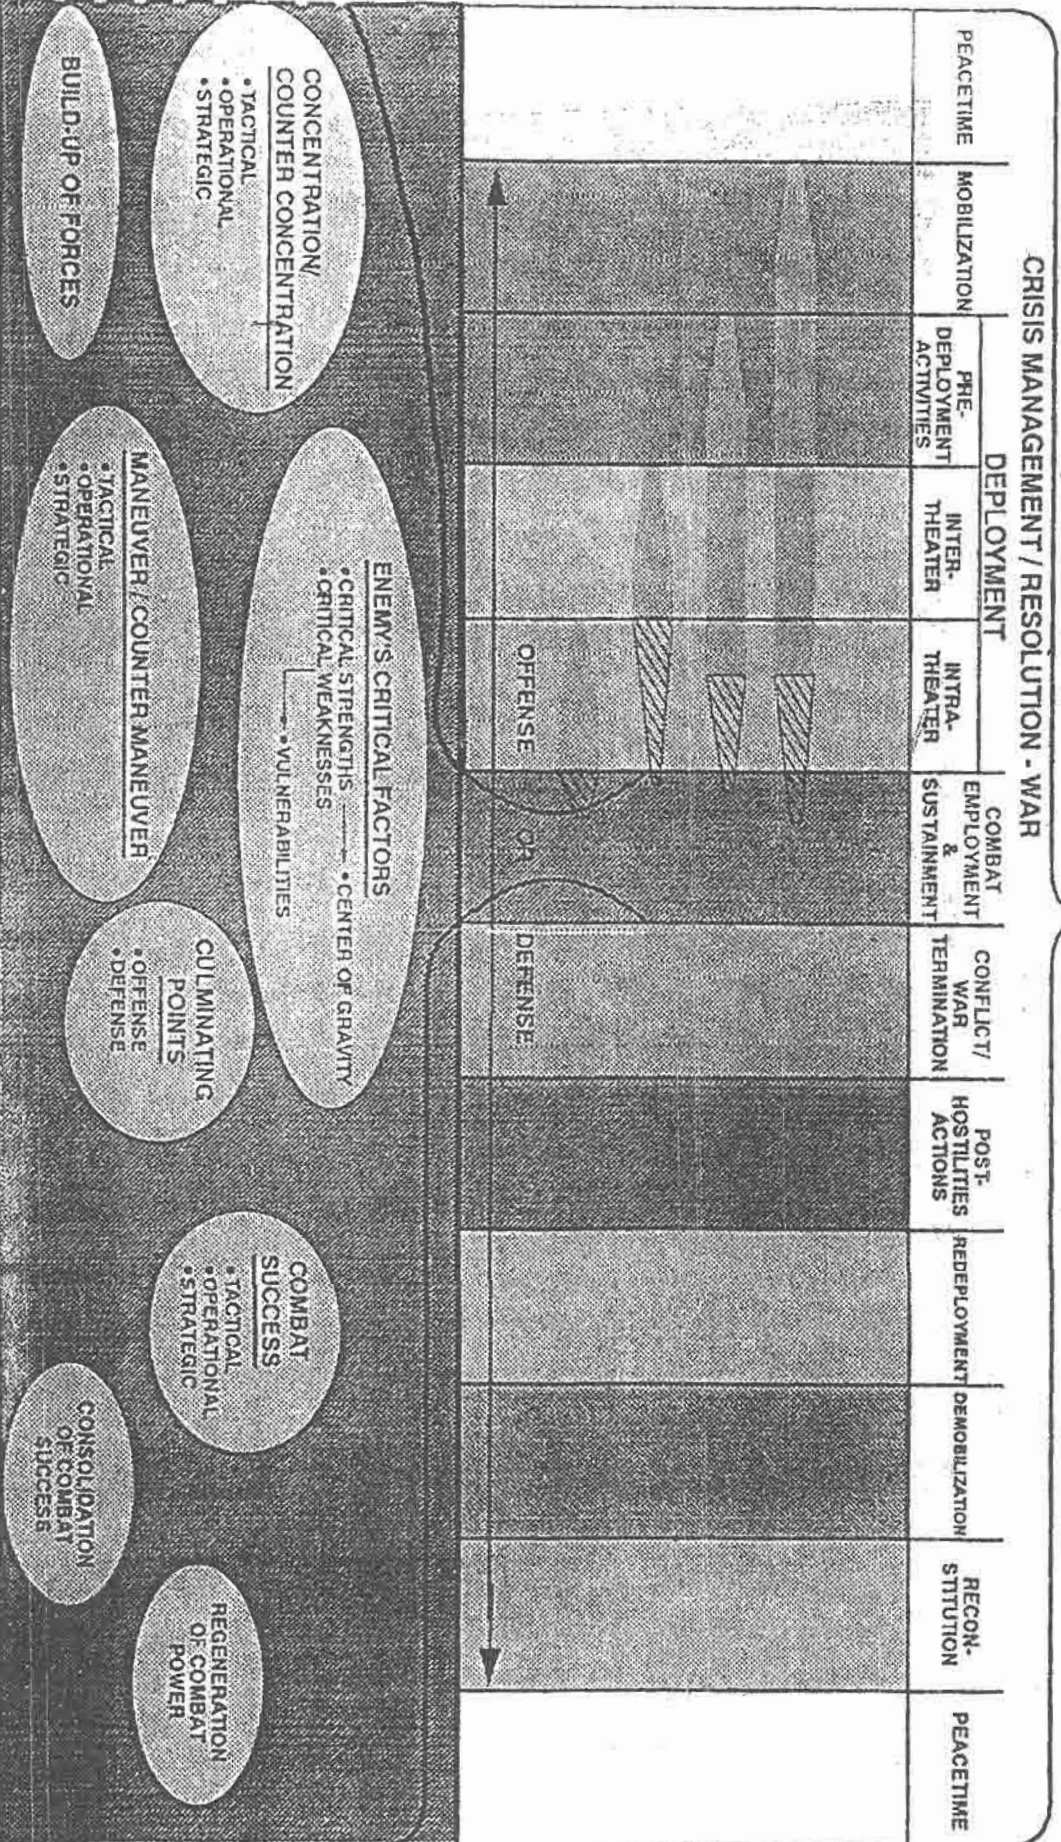 CRISIS MANAGEMENT / RESOLUTION - WAR
PEACETIME
MOBILIZATION
DEPLOYMENT
PRE-
DEPLOYMENT
ACTIVITIES
INTER-
THEATER
INTRA-
THEATER
COMBAT
EMPLOYMENT
&
SUSTAINMENT
CONFLICT/
WAR
TERMINATION
POST-
HOSTILITIES
ACTIONS
REDEPLOYMENT
DEMOBILIZATION
RECON-
STITUTION
PEACETIME
OFFENSE OR DEFENSE
CONCENTRATION/
COUNTER CONCENTRATION
• TACTICAL
• OPERATIONAL
• STRATEGIC
BUILD-UP OF FORCES
ENEMY'S CRITICAL FACTORS
• CRITICAL STRENGTHS • CENTER OF GRAVITY
• CRITICAL WEAKNESSES
• VULNERABILITIES
MANEUVER / COUNTER MANEUVER
• TACTICAL
• OPERATIONAL
• STRATEGIC
CULMINATING
POINTS
• OFFENSE
• DEFENSE
COMBAT
SUCCESS
• TACTICAL
• OPERATIONAL
• STRATEGIC
CONSOLIDATION
OF COMBAT
SUCCESS
REGENERATION
OF COMBAT
POWER